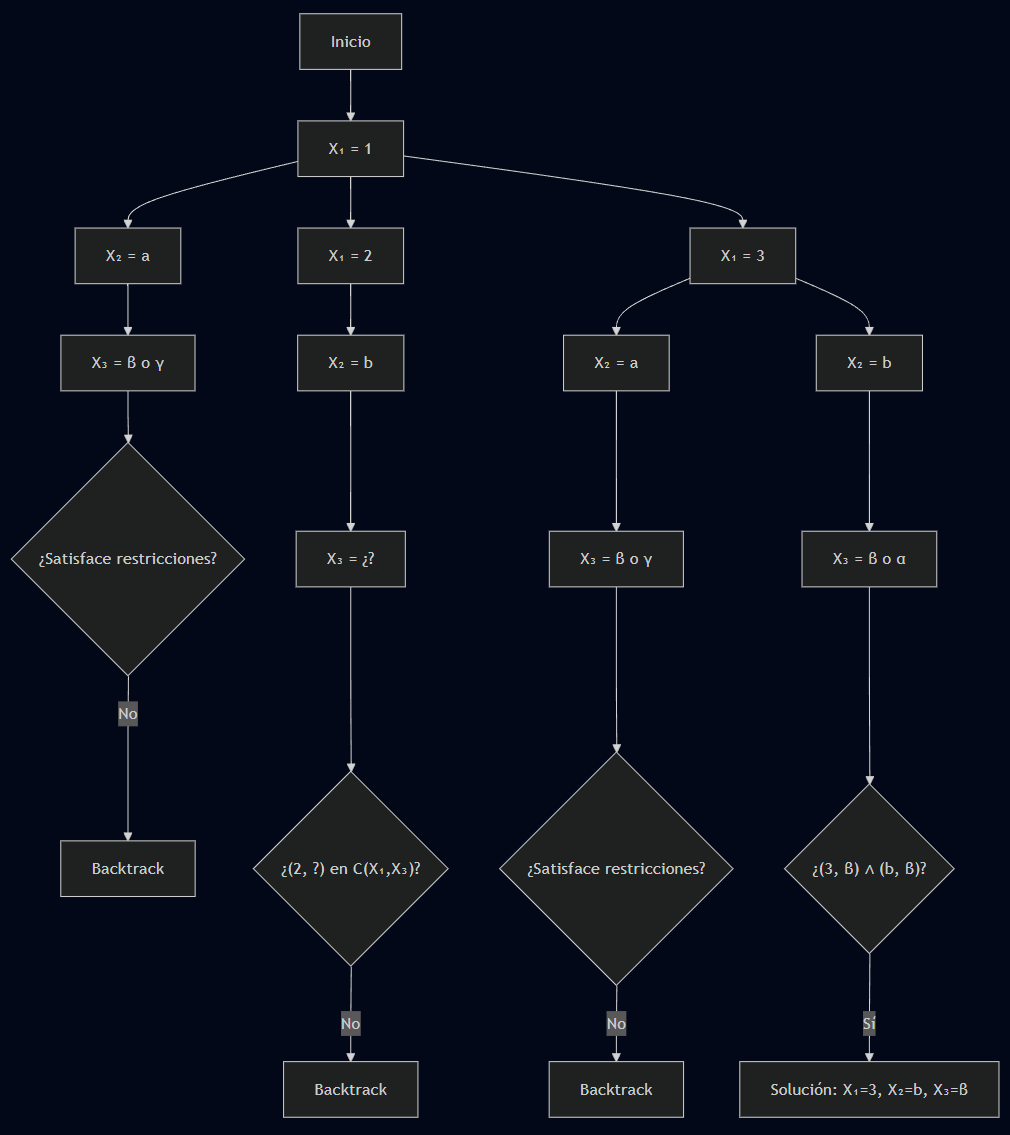 Inicio
X₁ = 1
X₂ = a
X₁ = 2
X₁ = 3
X₃ = β o γ
X₂ = b
X₂ = a
X₂ = b
¿Satisface restricciones?
X₃ = ¿?
X₃ = β o γ
X₃ = β o α
No
Backtrack
¿(2, ?) en C(X₁,X₃)?
¿Satisface restricciones?
¿(3, β) ∧ (b, β)?
No
No
Sí
Backtrack
Backtrack
Solución: X₁=3, X₂=b, X₃=β